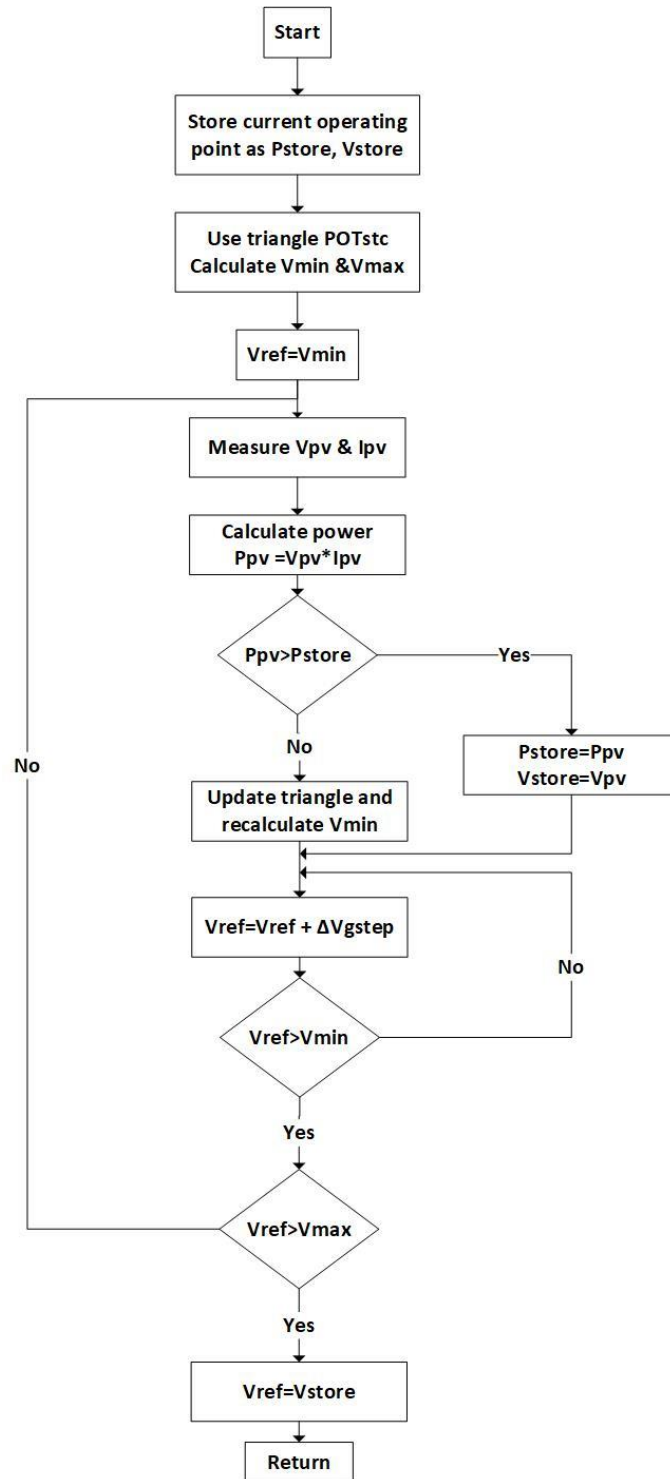 Start
Store current operating
point as Pstore, Vstore
Use triangle POTstc
Calculate Vmin &Vmax
Vref=Vmin
Measure Vpv & Ipv
Calculate power
Ppv =Vpv*Ipv
Ppv>Pstore
Yes
No
Pstore=Ppv
Vstore=Vpv
No
Update triangle and
recalculate Vmin
Vref=Vref + ΔVgstep
No
Vref>Vmin
Yes
Vref>Vmax
Yes
Vref=Vstore
Return